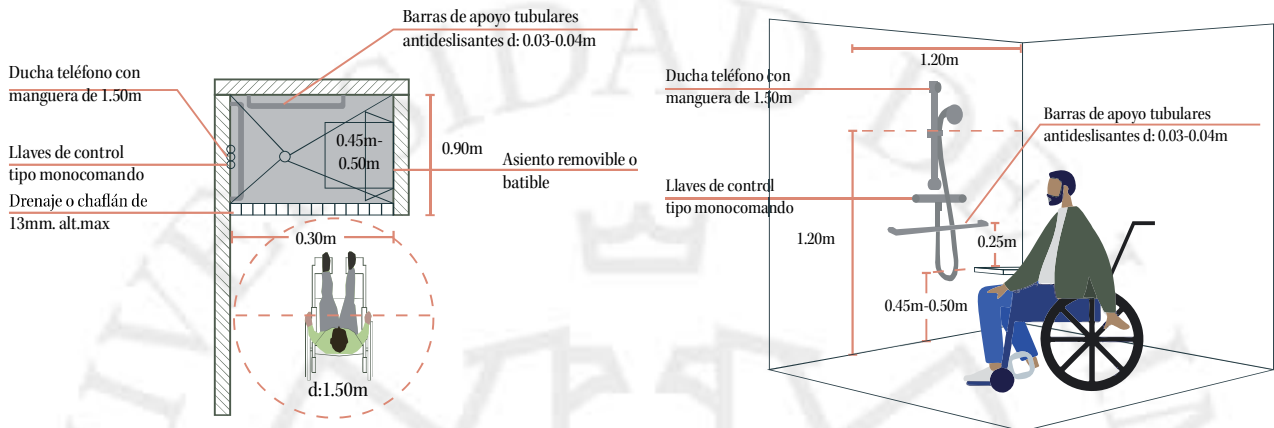 Barras de apoyo tubulares
antideslisantes d: 0.03-0.04m
Ducha teléfono con
manguera de 1.50m
Llaves de control
tipo monocomando
Drenaje o chaflán de
13mm. alt.max
0.45m-
0.50m
0.90m
Asiento removible o
batible
0.30m
d:1.50m
1.20m
Ducha teléfono con
manguera de 1.50m
Barras de apoyo tubulares
antideslisantes d: 0.03-0.04m
Llaves de control
tipo monocomando
1.20m
0.25m
0.45m-0.50m